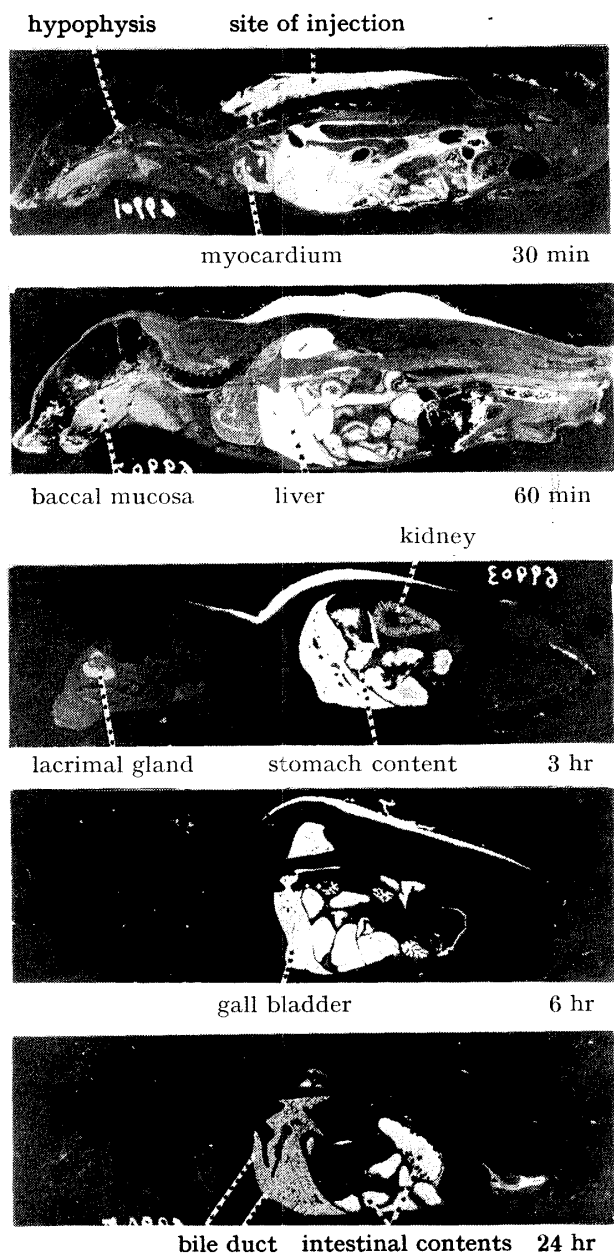 hypophysis site of injection
myocardium 30 min
baccal mucosa liver 60 min
kidney
lacrimal gland stomach content 3 hr
gall bladder 6 hr
bile duct intestinal contents 24 hr